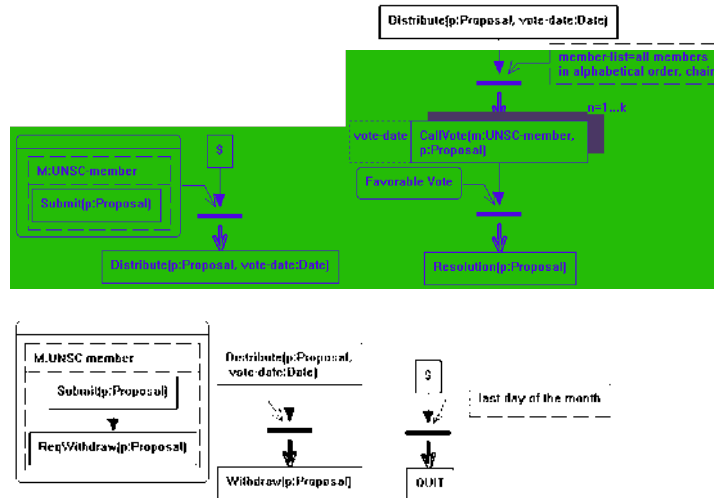 Distribute(p:Proposal, vote-date:Date)
member-list=all members
in alphabetical order, chair
n=1...k
vote-date
CallVote(m:UNSC-member,
p:Proposal)
$
M:UNSC-member
Submit(p:Proposal)
Favorable Vote
Distribute(p:Proposal, vote-date:Date)
Resolution(p:Proposal)
M:UNSC member
Submit(p:Proposal)
ReqWithdraw(p:Proposal)
Distribute(p:Proposal,
vote-date:Date)
$
last day of the month
Withdraw(p:Proposal)
QUIT